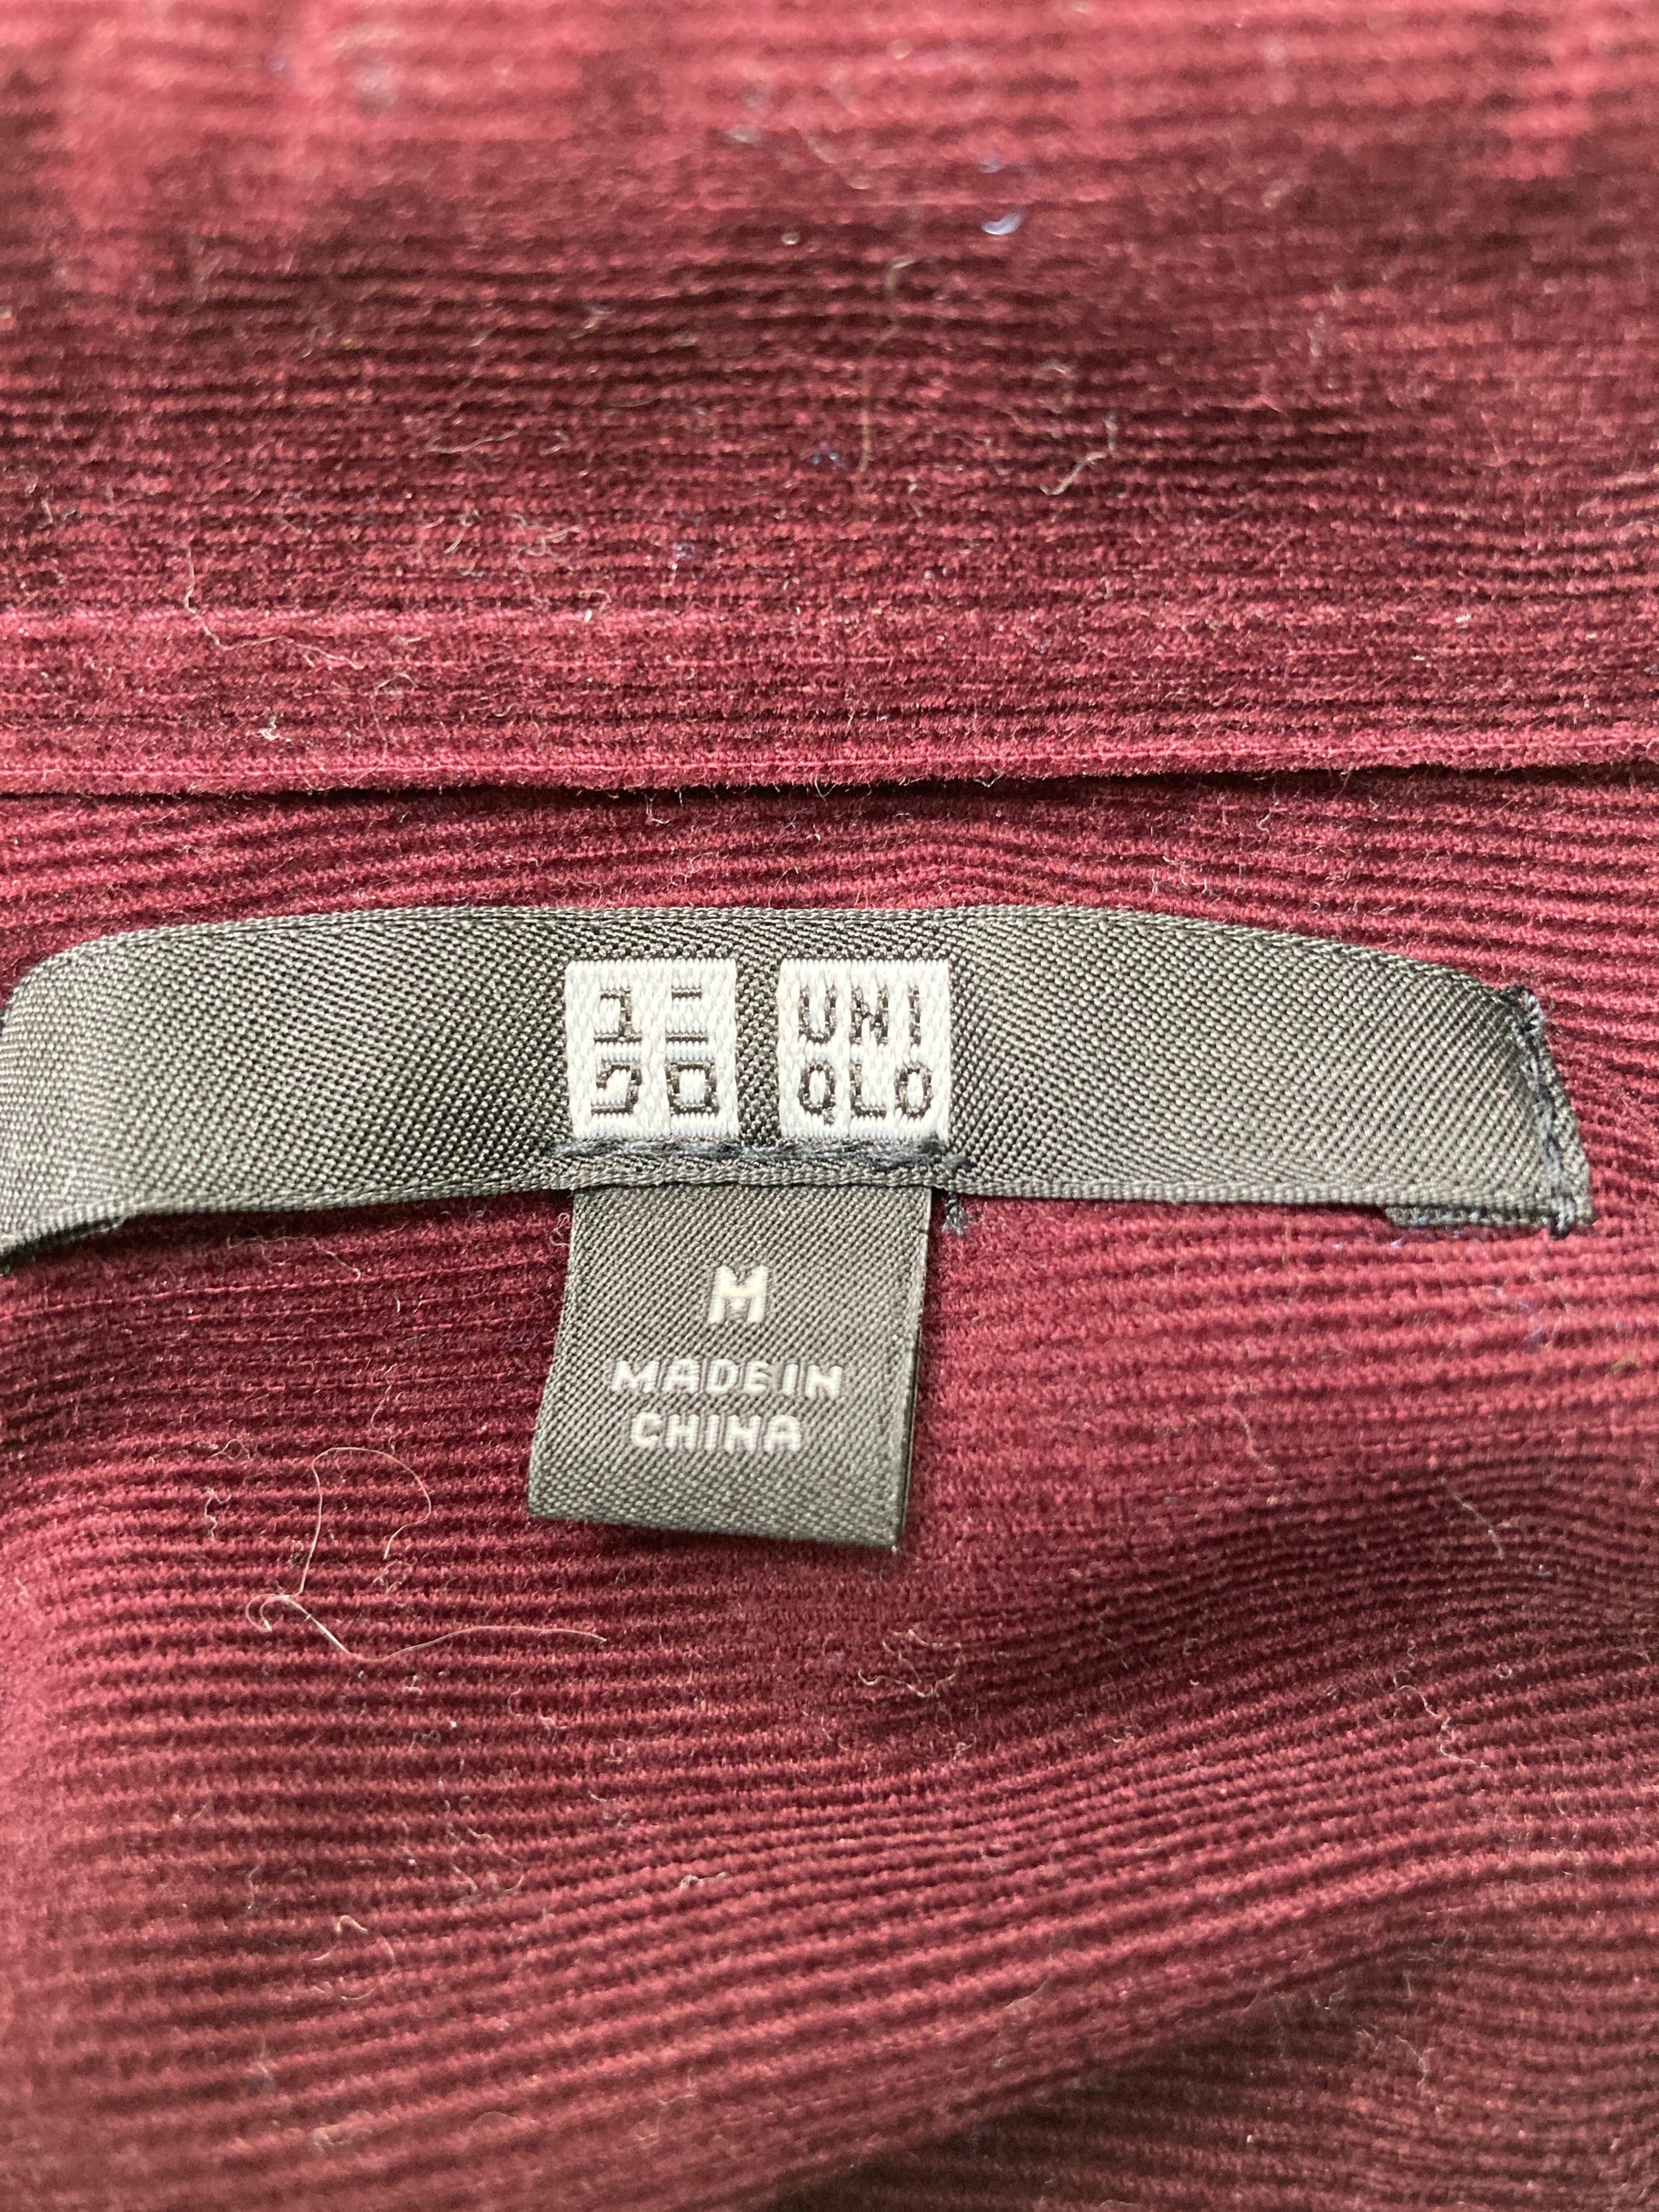 ユニ UNI
クロ QLO
M
MADE IN
CHINA